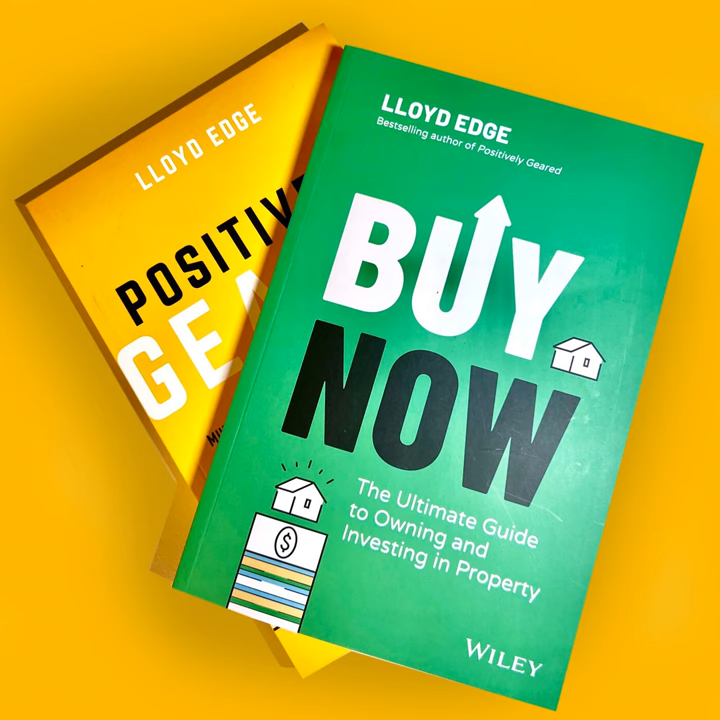 LLOYD EDGE
POSITIV
GEA
LLOYD EDGE
Bestselling author of Positively Geared
BUY
NOW
The Ultimate Guide
to Owning and
Investing in Property
$
WILEY